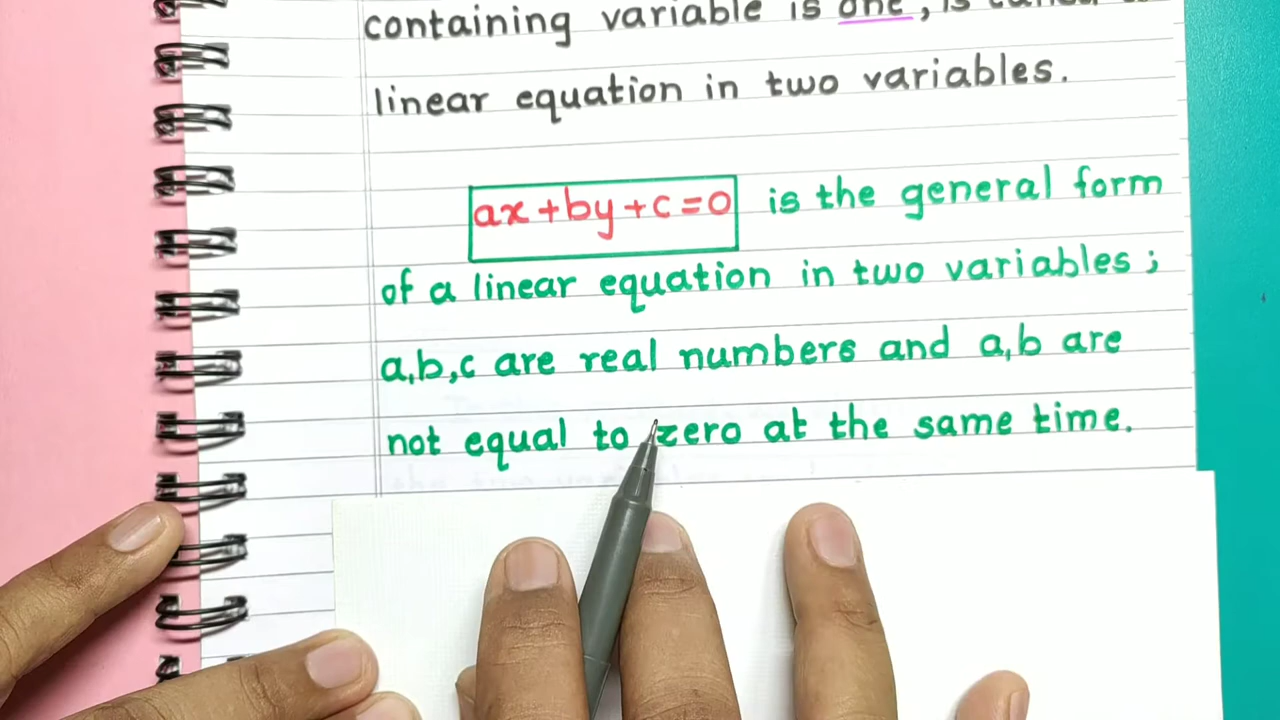 containing variable is one, is
linear equation in two variables.
ax+by+c=0 is the general form
of a linear equation in two variables;
a,b,c are real numbers and a,b are
not equal to zero at the same time.